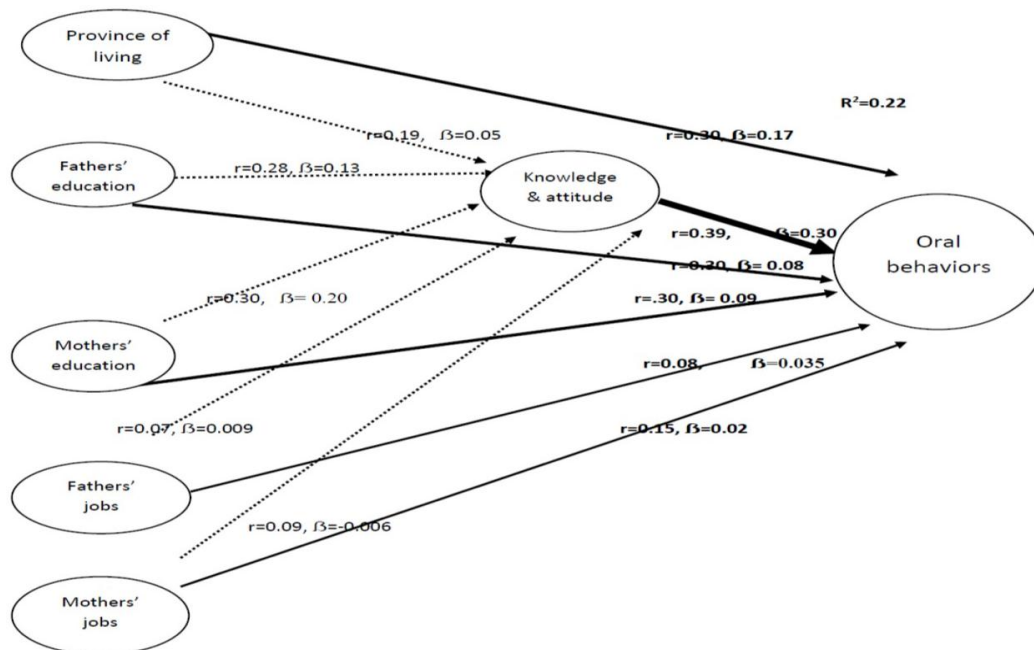 Province of
living
R²=0.22
r=0.19, ß=0.05
r=0.30, ß=0.17
Fathers'
education
r=0.28, ß=0.13
Knowledge
& attitude
r=0.39, ß=0.30
Oral
behaviors
r=0.30, ß= 0.08
r=0.30, ß= 0.20
r=.30, ß= 0.09
Mothers'
education
r=0.08, ß=0.035
r=0.07, ß=0.009
r=0.15, ß=0.02
Fathers'
jobs
r=0.09, ß=-0.006
Mothers'
jobs